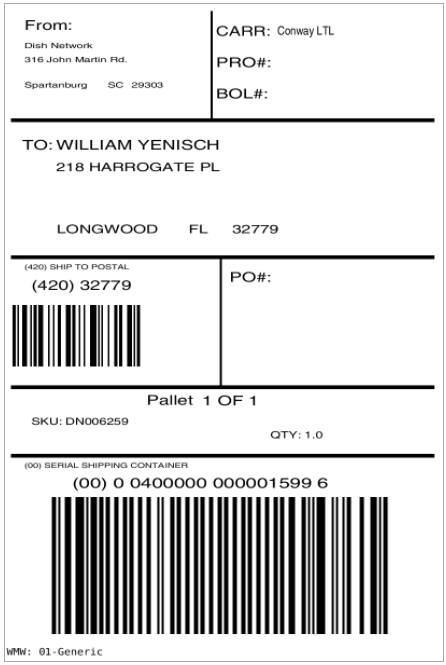 From:
Dish Network
316 John Martin Rd.
Spartanburg SC 29303
CARR: Conway LTL
PRO#:
BOL#:
TO: WILLIAM YENISCH
218 HARROGATE PL
LONGWOOD FL 32779
(420) SHIP TO POSTAL
(420) 32779
PO#:
Pallet 1 OF 1
SKU: DN006259
QTY: 1.0
(00) SERIAL SHIPPING CONTAINER
(00) 0 0400000 000001599 6
WMW: 01-Generic